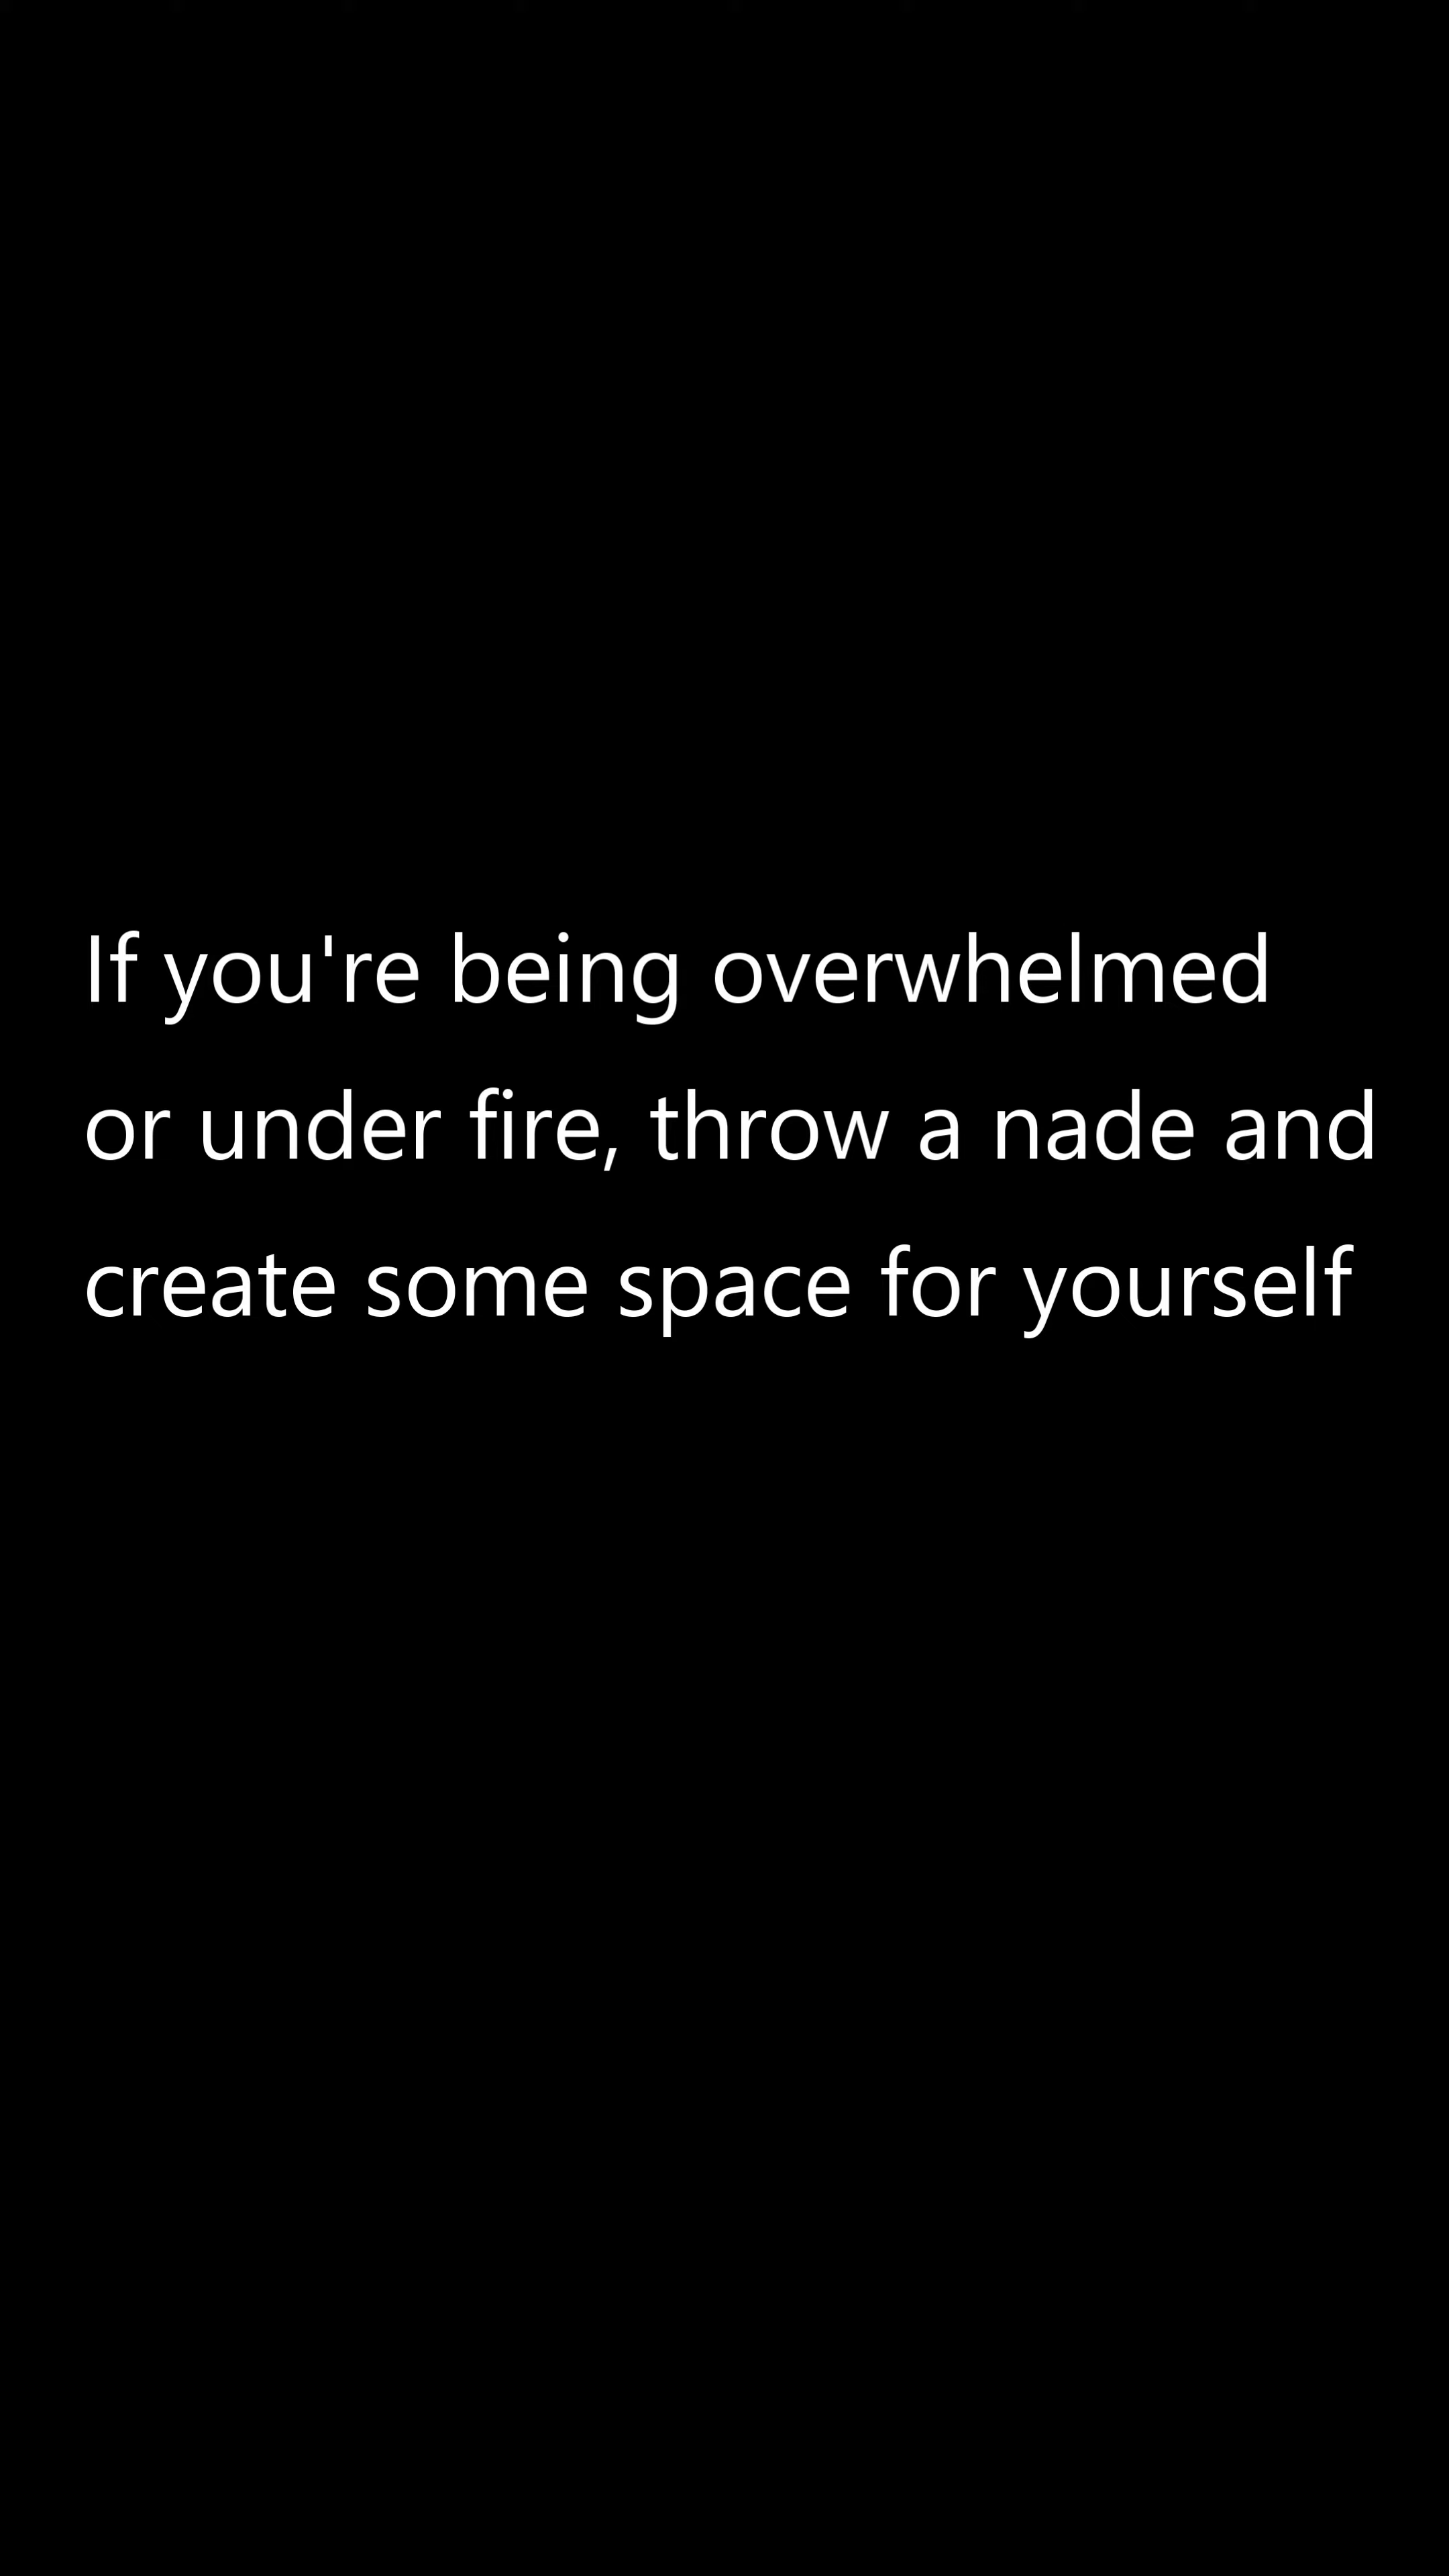 If you're being overwhelmed
or under fire, throw a nade and
create some space for yourself